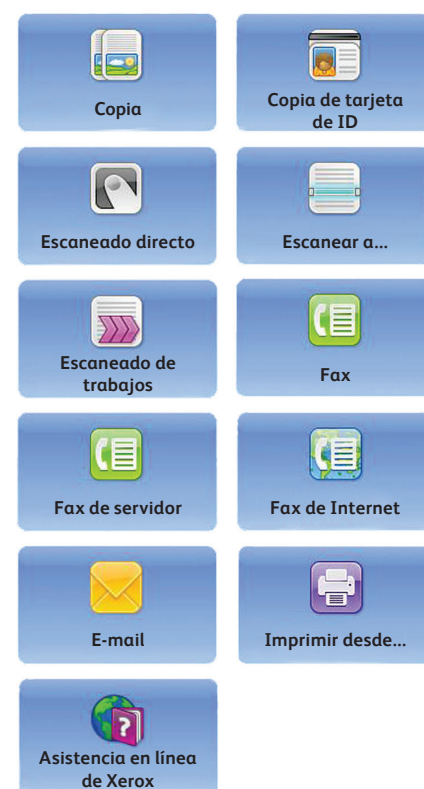 Copia
Copia de tarjeta
de ID
Escaneado directo
Escanear a...
Escaneado de
trabajos
Fax
Fax de servidor
Fax de Internet
E-mail
Imprimir desde...
Asistencia en línea
de Xerox